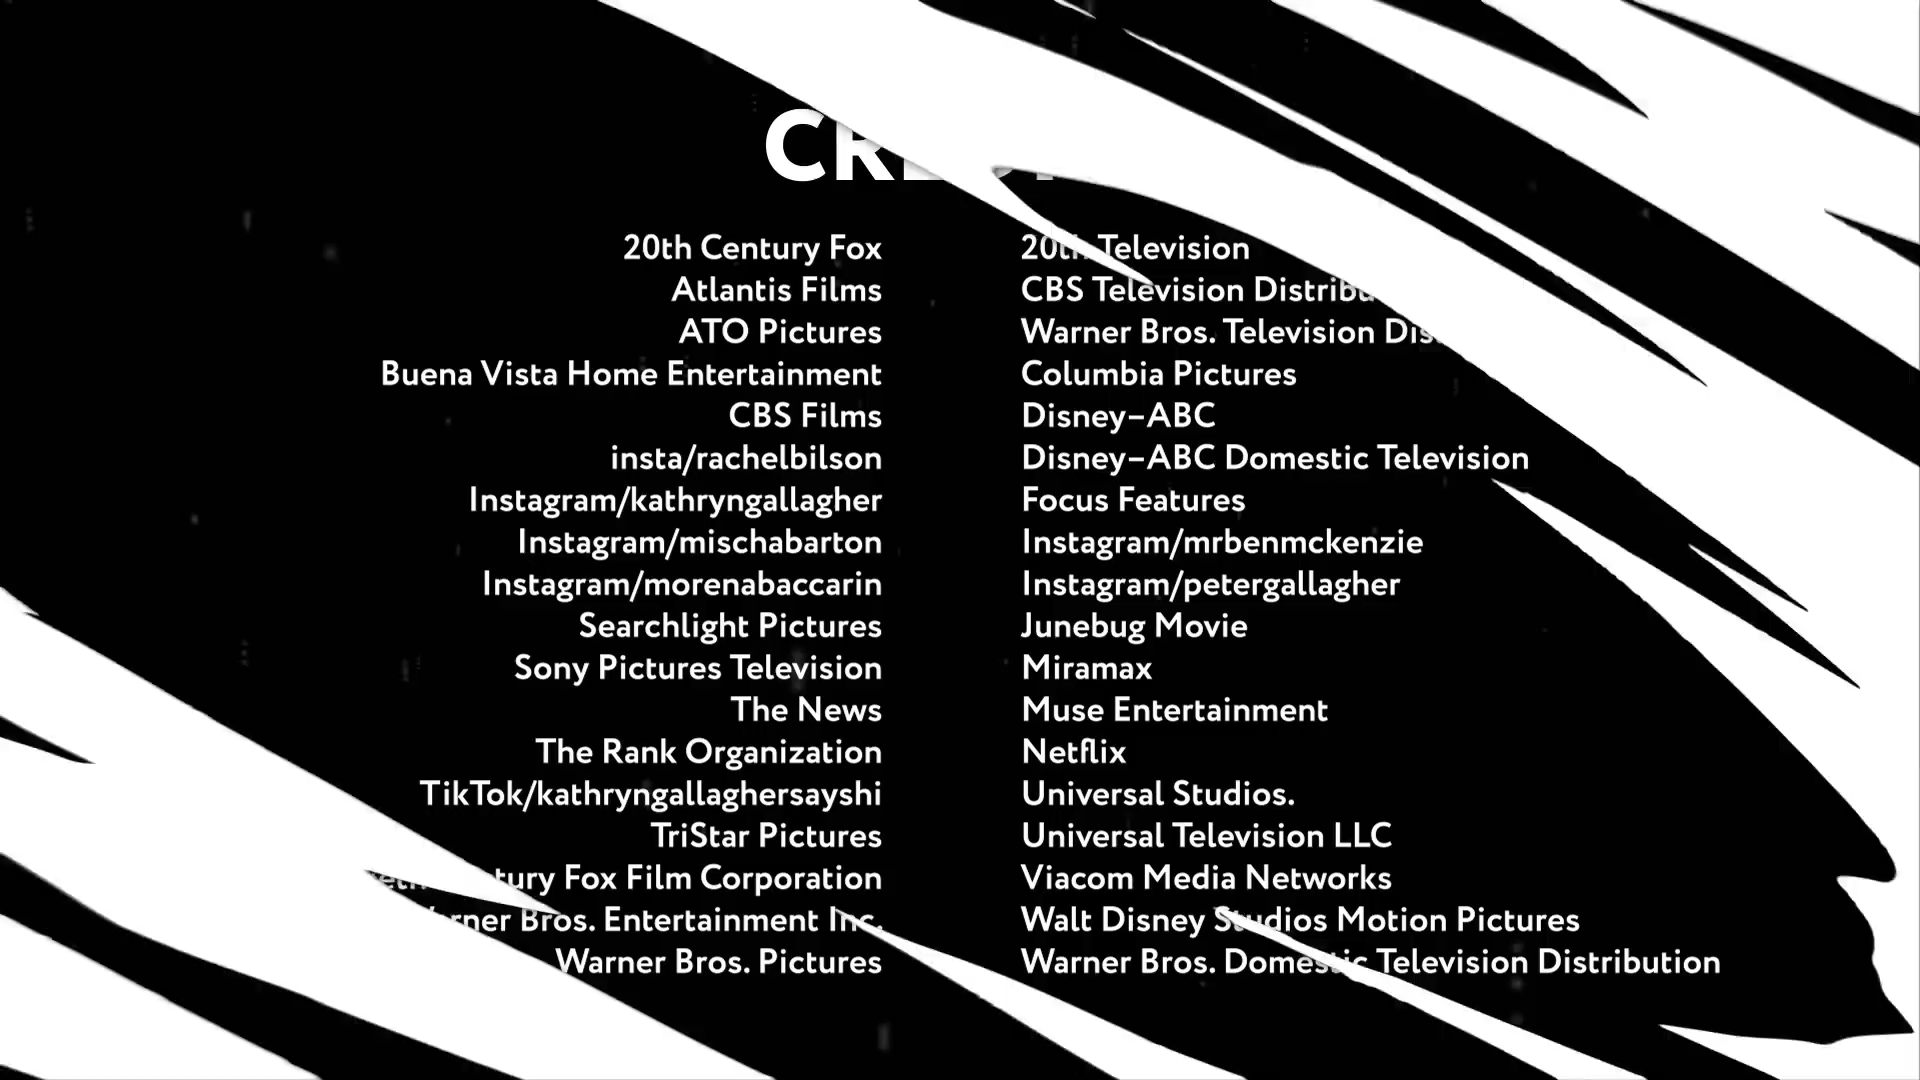 20th Century Fox
Atlantis Films
ATO Pictures
Buena Vista Home Entertainment
CBS Films
insta/rachelbilson
Instagram/kathryngallagher
Instagram/mischabarton
Instagram/morenabaccarin
Searchlight Pictures
Sony Pictures Television
The News
The Rank Organization
TikTok/kathryngallaghersayshi
TriStar Pictures
Fox Film Corporation
Bros. Entertainment Inc.
Warner Bros. Pictures
20th Television
CBS Television
Warner Bros. Television
Columbia Pictures
Disney–ABC
Disney–ABC Domestic Television
Focus Features
Instagram/mrbenmckenzie
Instagram/petergallagher
Junebug Movie
Miramax
Muse Entertainment
Netflix
Universal Studios.
Universal Television LLC
Viacom Media Networks
Walt Disney Studios Motion Pictures
Warner Bros. Domestic Television Distribution